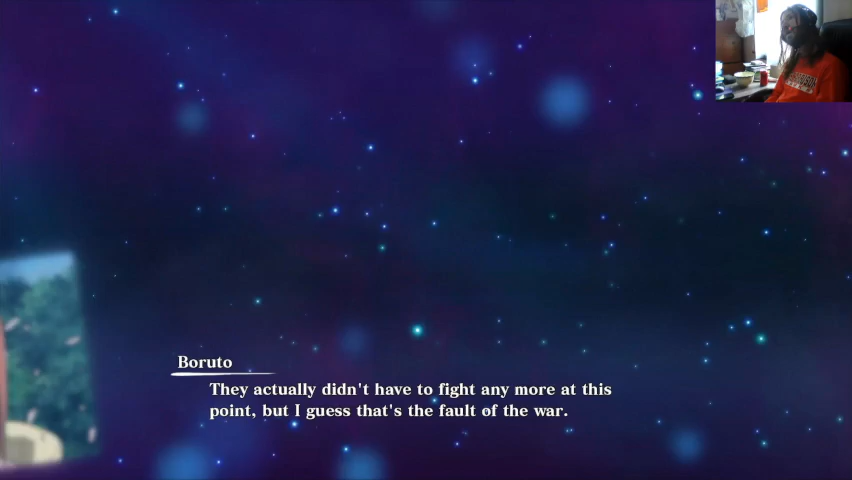 Boruto
They actually didn't have to fight any more at this
point, but I guess that's the fault of the war.